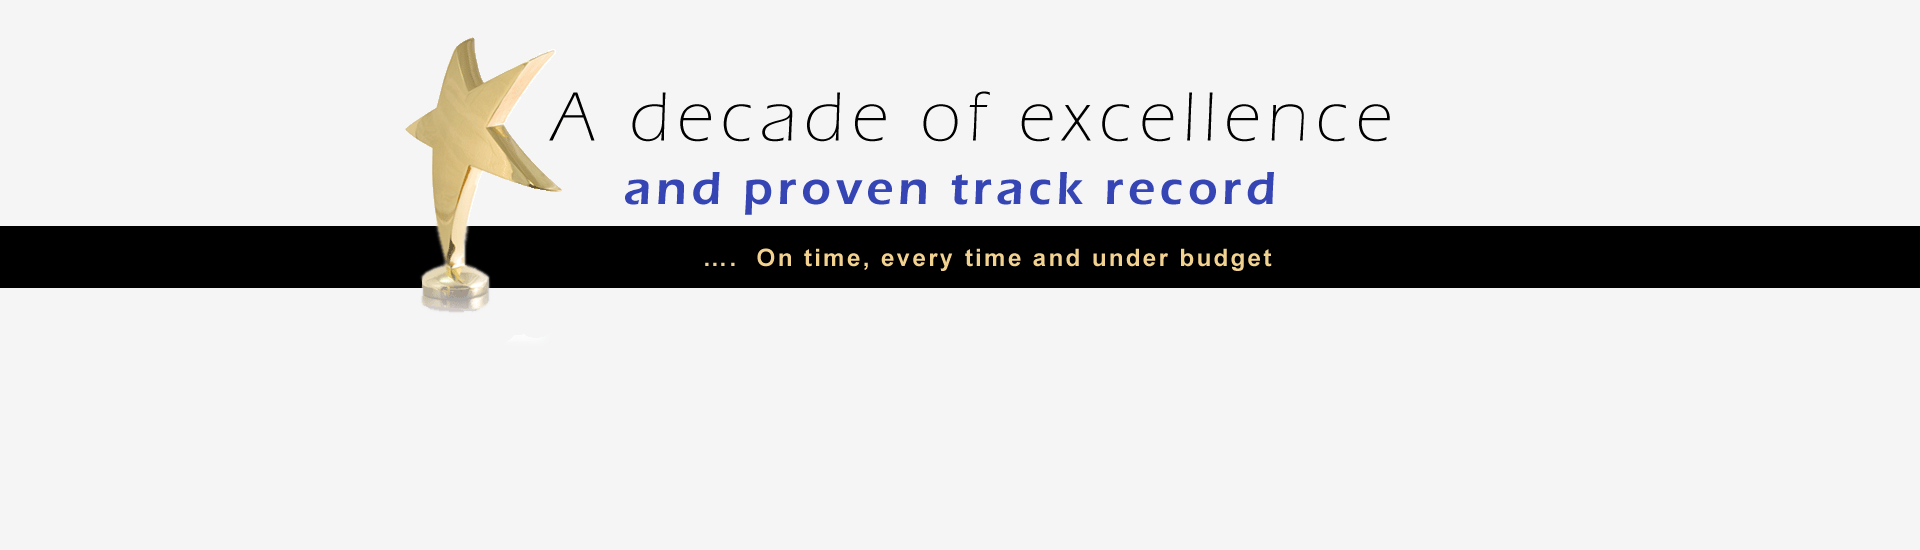 A decade of excellence
and proven track record
.... On time, every time and under budget